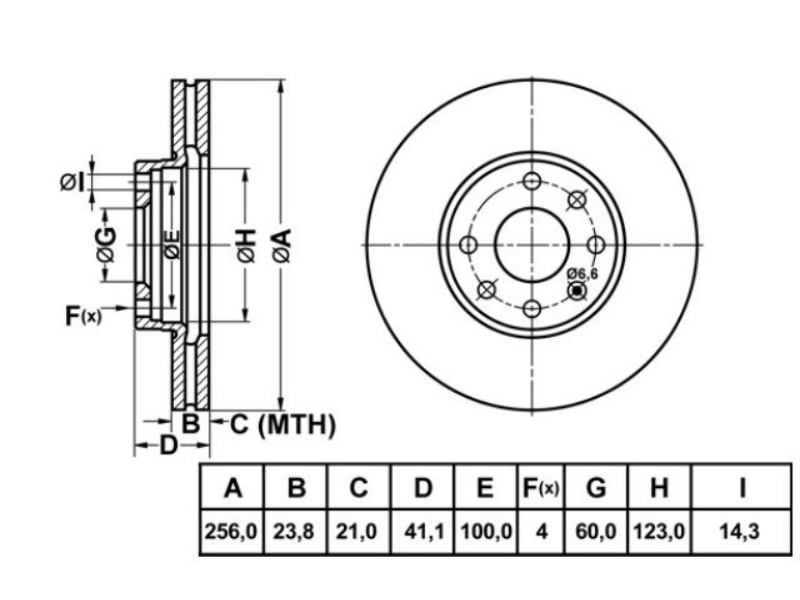 ØI
ØG
ØE
ØH
ØA
F(x)
Ø6,6
B
C (MTH)
D
A B C D E F(x) G H I
256,0 23,8 21,0 41,1 100,0 4 60,0 123,0 14,3